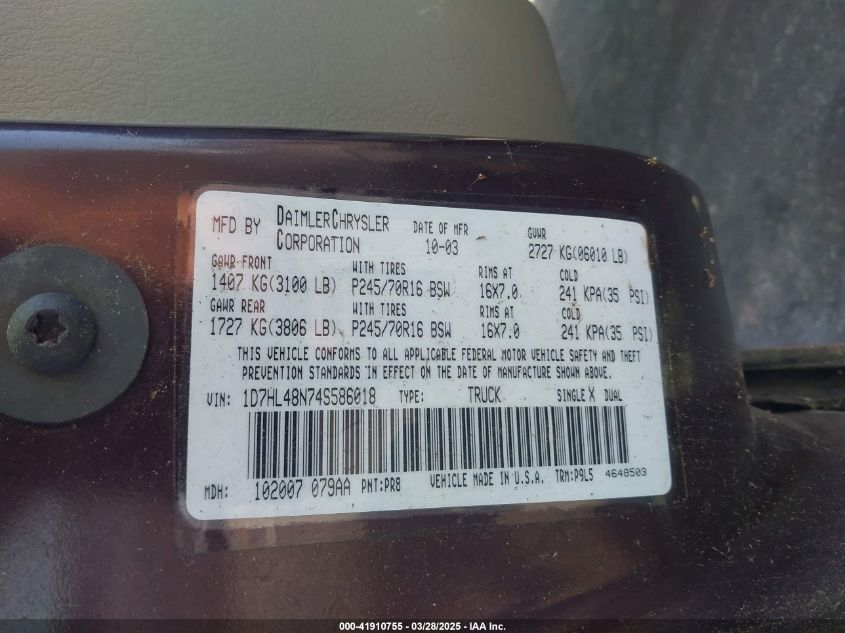 MFD BY DAIMLERCHRYSLER CORPORATION DATE OF MFR 10-03 GVWR 2727 KG(06010 LB)
GAWR FRONT WITH TIRES RIMS AT COLD
1407 KG(3100 LB) P245/70R16 BSW 16X7.0 241 KPA(35 PSI)
GAWR REAR WITH TIRES RIMS AT COLD
1727 KG(3806 LB) P245/70R16 BSW 16X7.0 241 KPA(35 PSI)
THIS VEHICLE CONFORMS TO ALL APPLICABLE FEDERAL MOTOR VEHICLE SAFETY AND THEFT
PREVENTION STANDARDS IN EFFECT ON THE DATE OF MANUFACTURE SHOWN ABOVE.
VIN: 1D7HL48N74S586018 TYPE: TRUCK SINGLE X DUAL
MDH: 102007 079AA PNT:PR8 VEHICLE MADE IN U.S.A. TRM:P9L5 4648503
000-41910755 — 03/28/2025 — IAA Inc.